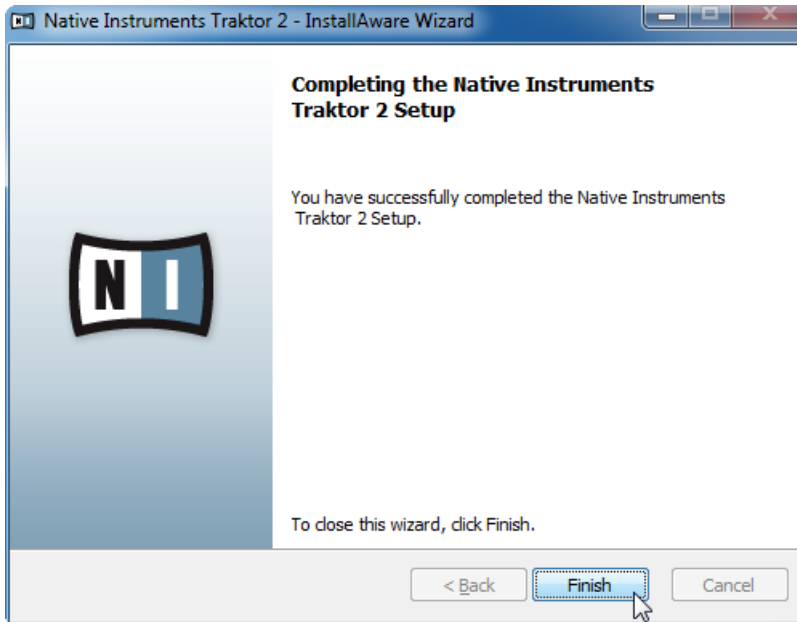 Native Instruments Traktor 2 - InstallAware Wizard
Completing the Native Instruments
Traktor 2 Setup
You have successfully completed the Native Instruments
Traktor 2 Setup.
N I
To close this wizard, click Finish.
< Back Finish Cancel